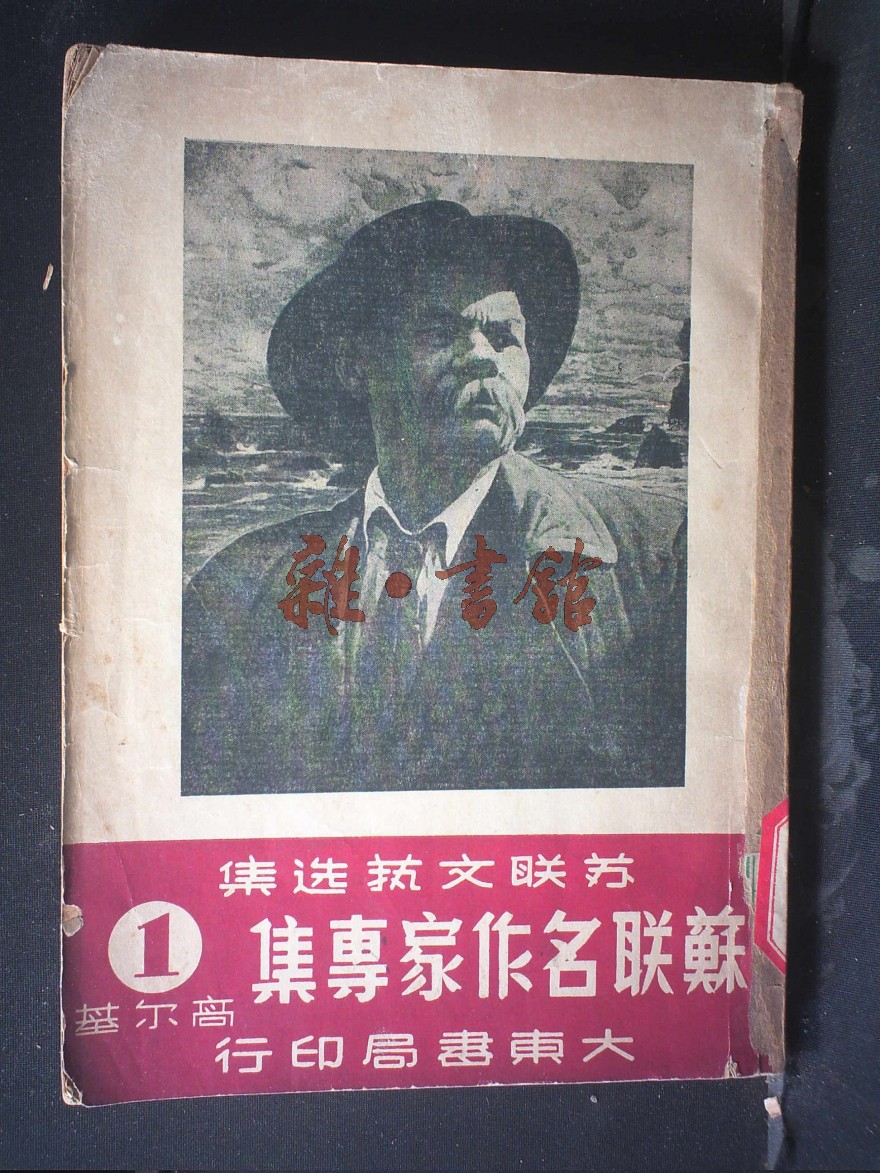 雜·書館
苏联文艺选集
蘇联名作家專集
1
高尔基
大東書局印行